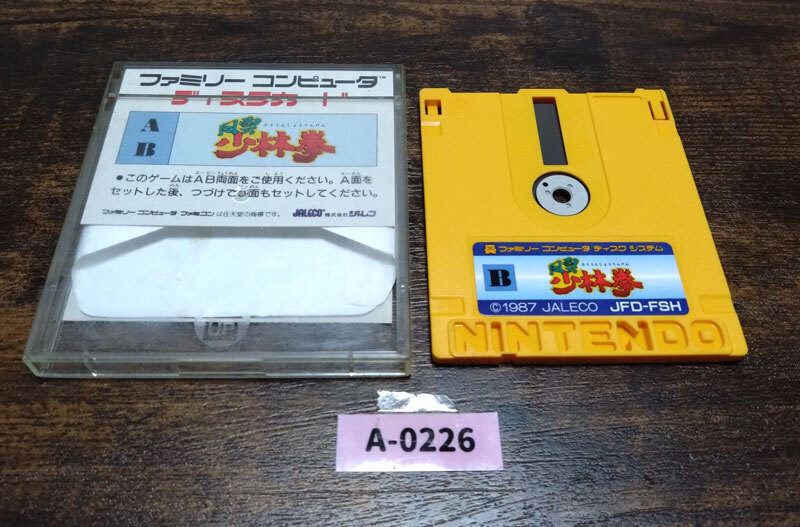 ファミリー コンピュータ™
ディスクカード
A
B
ふううんしょうりんけん
風雲
少林拳
●このゲームはAB両面をご使用ください。A面を
セットした後、つづけてB面もセットしてください。
ファミリー コンピュータ・ファミコン は任天堂の商標です。
JALECO® 株式会社ジャレコ
UP
ファミリー コンピュータ ディスク システム
B
ふううんしょうりんけん
風雲
少林拳
©1987 JALECO JFD-FSH
NINTENDO
A-0226